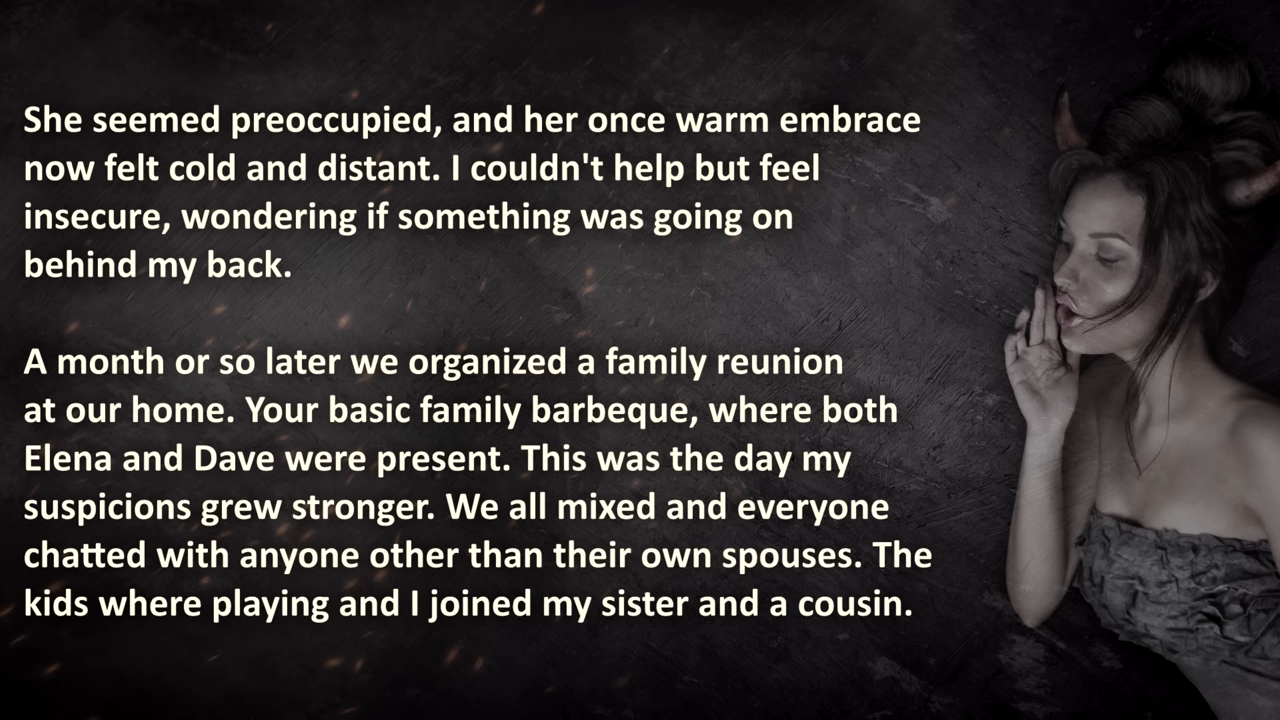 She seemed preoccupied, and her once warm embrace
now felt cold and distant. I couldn't help but feel
insecure, wondering if something was going on
behind my back.
A month or so later we organized a family reunion
at our home. Your basic family barbeque, where both
Elena and Dave were present. This was the day my
suspicions grew stronger. We all mixed and everyone
chatted with anyone other than their own spouses. The
kids where playing and I joined my sister and a cousin.